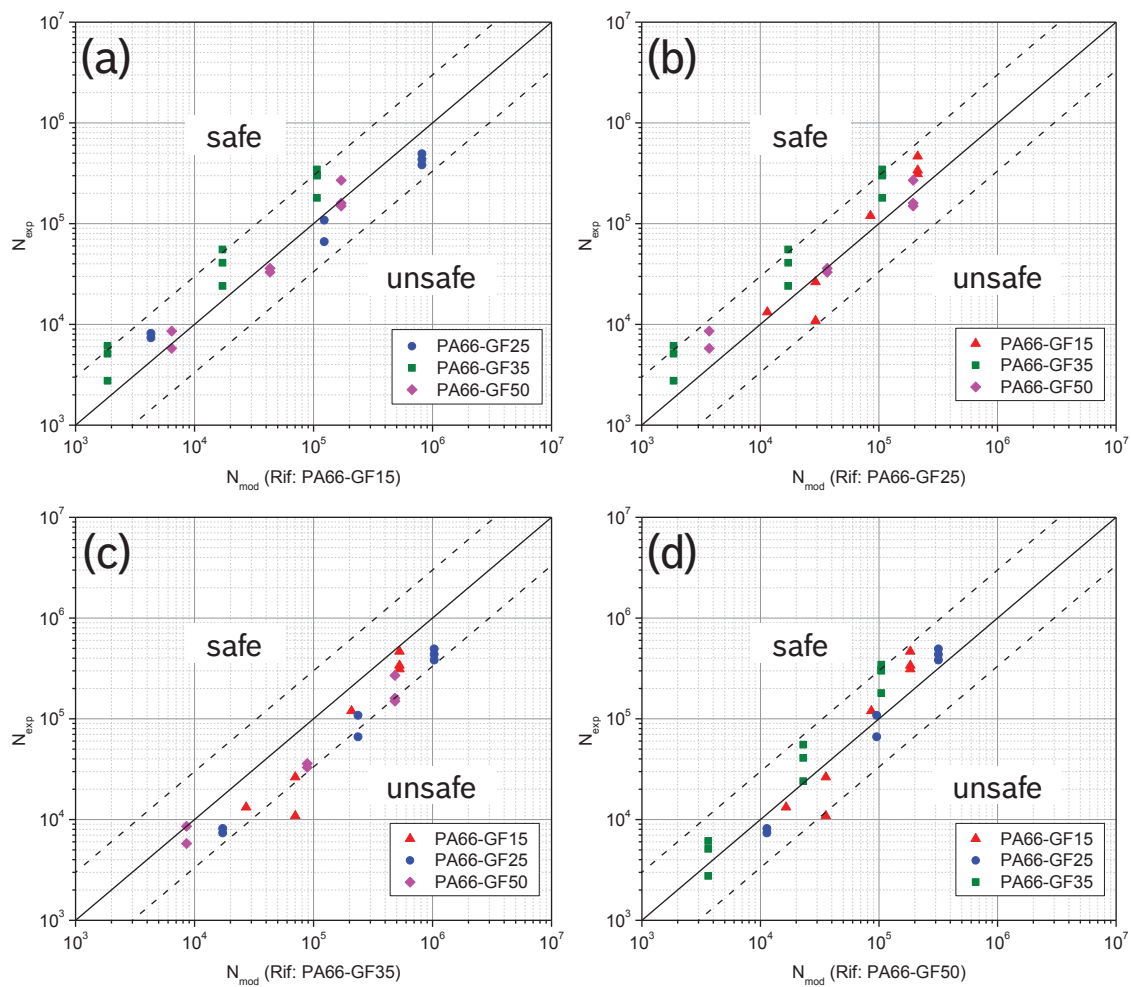 (a)
safe
unsafe
PA66-GF25
PA66-GF35
PA66-GF50
10^7
10^6
10^5
10^4
10^3
N_exp
10^3 10^4 10^5 10^6 10^7
N_mod (Rif: PA66-GF15)
(b)
safe
unsafe
PA66-GF15
PA66-GF35
PA66-GF50
10^7
10^6
10^5
10^4
10^3
N_exp
10^3 10^4 10^5 10^6 10^7
N_mod (Rif: PA66-GF25)
(c)
safe
unsafe
PA66-GF15
PA66-GF25
PA66-GF50
10^7
10^6
10^5
10^4
10^3
N_exp
10^3 10^4 10^5 10^6 10^7
N_mod (Rif: PA66-GF35)
(d)
safe
unsafe
PA66-GF15
PA66-GF25
PA66-GF35
10^7
10^6
10^5
10^4
10^3
N_exp
10^3 10^4 10^5 10^6 10^7
N_mod (Rif: PA66-GF50)